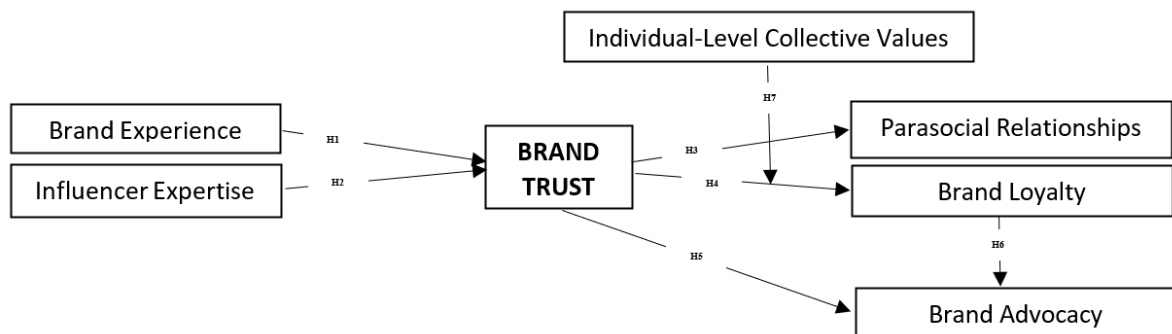 Individual-Level Collective Values
H7
Brand Experience
H1
Influencer Expertise
H2
BRAND
TRUST
H3
Parasocial Relationships
H4
Brand Loyalty
H5
H6
Brand Advocacy